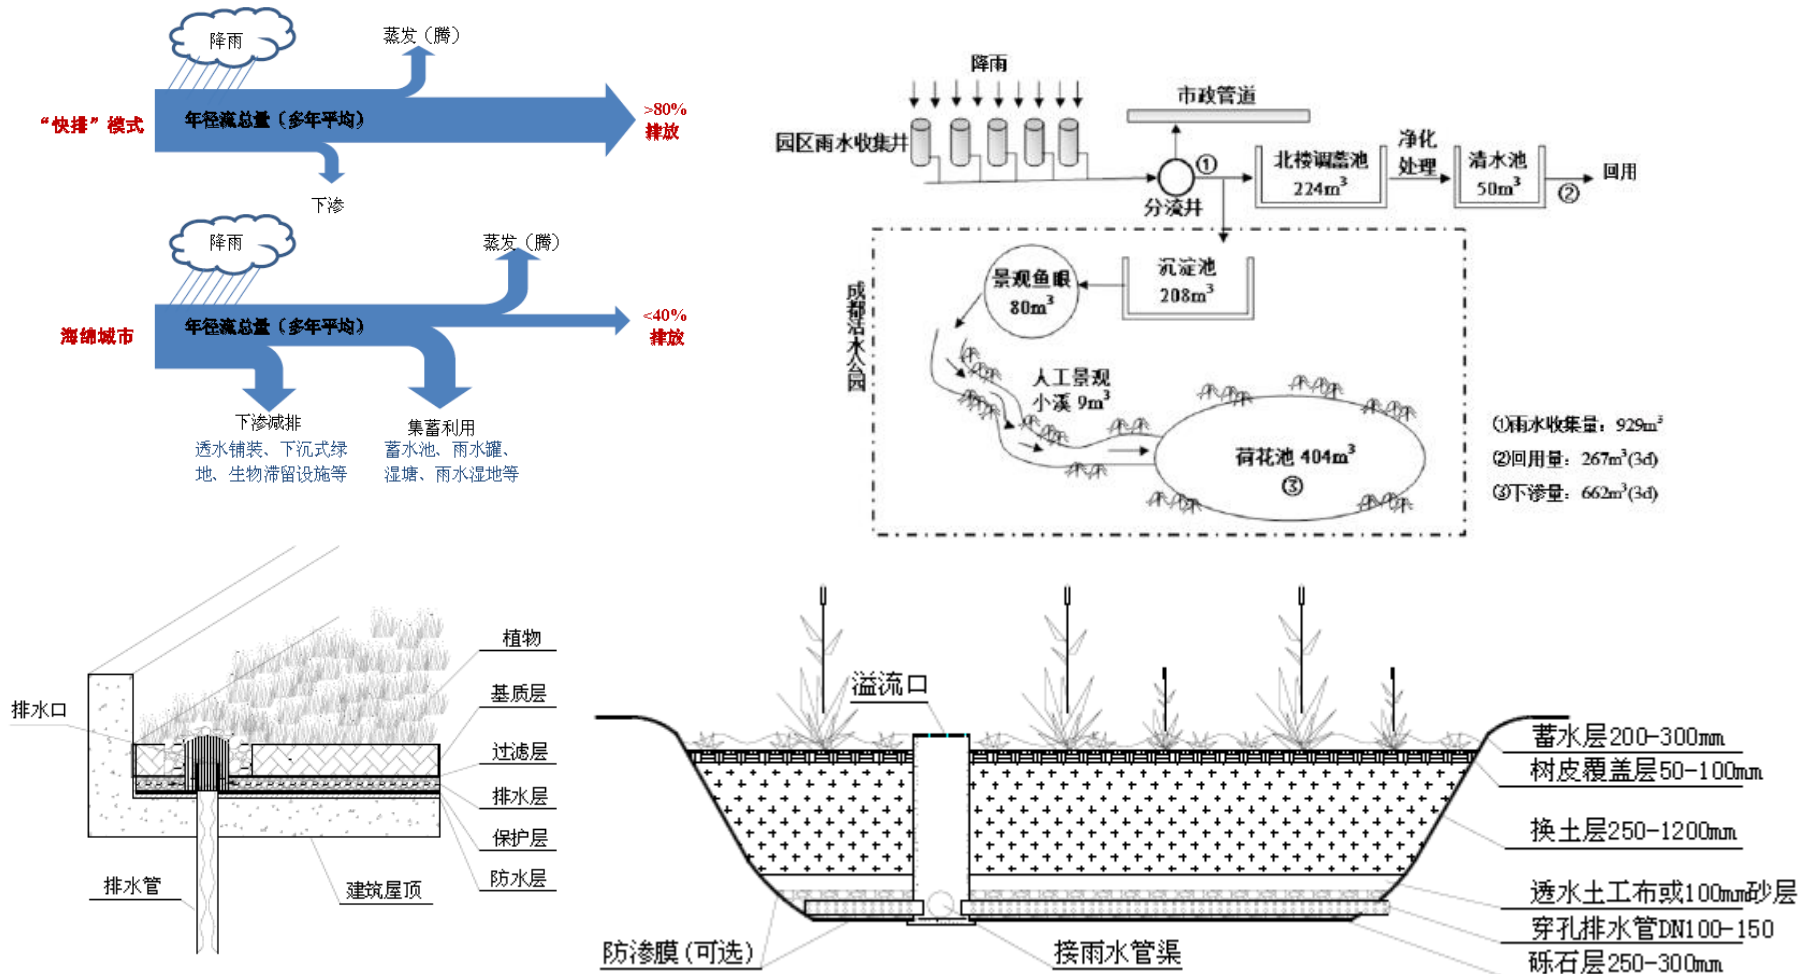 降雨
蒸发（腾）
“快排”模式
年径流总量（多年平均）
>80%
排放
下渗
降雨
蒸发（腾）
海绵城市
年径流总量（多年平均）
<40%
排放
下渗减排
透水铺装、下沉式绿
地、生物滞留设施等
集蓄利用
蓄水池、雨水罐、
湿塘、雨水湿地等
降雨
市政管道
园区雨水收集井
①
分流井
北楼调蓄池
224m³
净化
处理
清水池
50m³
②
回用
成都活水公园
沉淀池
208m³
景观鱼眼
80m³
人工景观
小溪 9m³
荷花池 404m³
③
⑴雨水收集量：929m³
⑵回用量：267m³(3d)
⑶下渗量：662m³(3d)
植物
基质层
排水口
过滤层
排水层
保护层
防水层
排水管
建筑屋顶
溢流口
蓄水层200-300mm
树皮覆盖层50-100mm
换土层250-1200mm
透水土工布或100mm砂层
穿孔排水管DN100-150
砾石层250-300mm
防渗膜(可选)
接雨水管渠